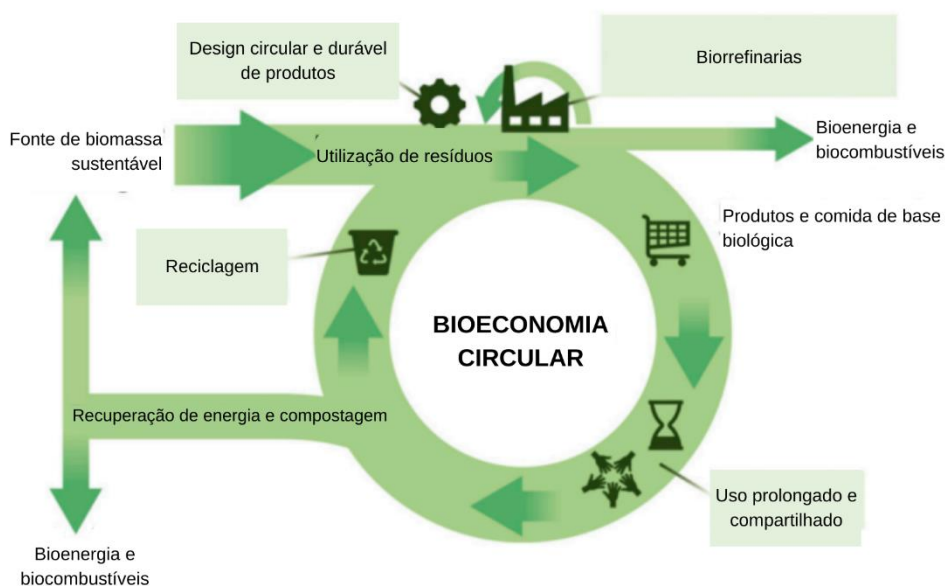 Design circular e durável
de produtos
Biorrefinarias
Fonte de biomassa
sustentável
Utilização de resíduos
Bioenergia e
biocombustíveis
Produtos e comida de base
biológica
Reciclagem
BIOECONOMIA
CIRCULAR
Recuperação de energia e compostagem
Uso prolongado e
compartilhado
Bioenergia e
biocombustíveis